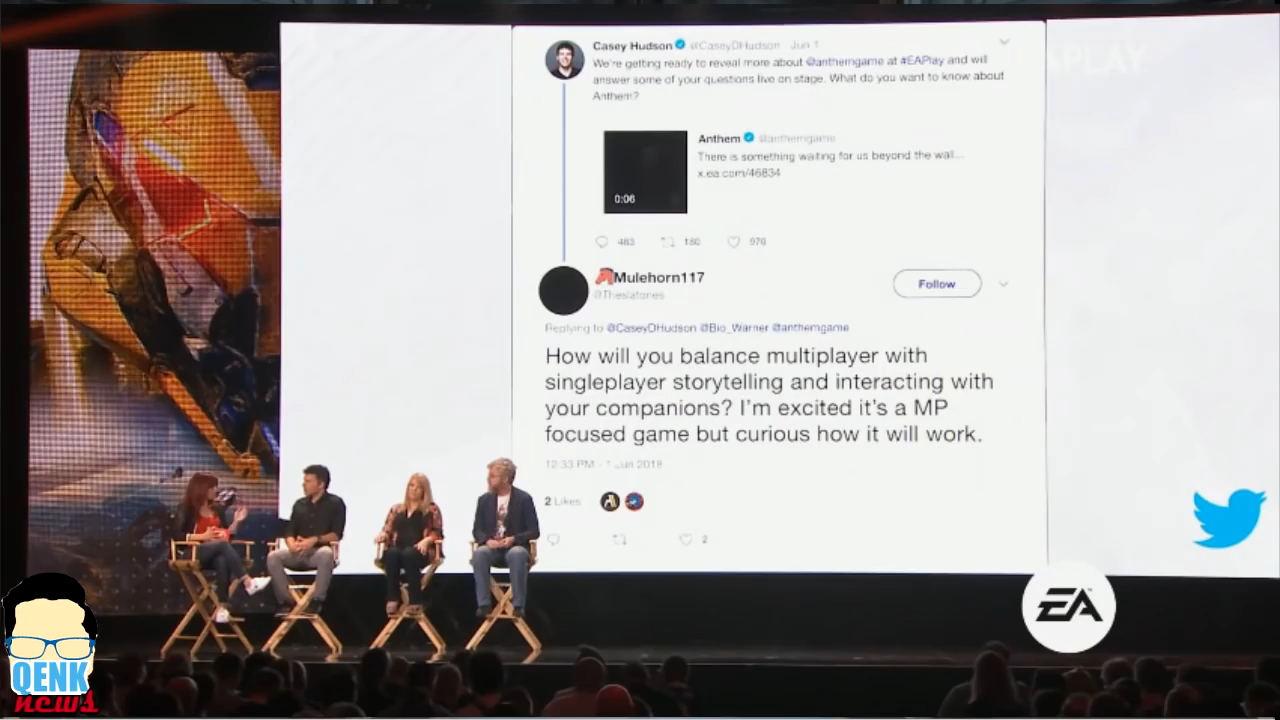 Casey Hudson @CaseyDHudson · Jun 1
We're getting ready to reveal more about @anthemgame at #EAPlay and will
answer some of your questions live on stage. What do you want to know about
Anthem?
Anthem @anthemgame
There is something waiting for us beyond the wall...
x.ea.com/46834
0:06
463 180 970
Mulehorn117
@Theslatones
Follow
Replying to @CaseyDHudson @Bio_Warner @anthemgame
How will you balance multiplayer with
singleplayer storytelling and interacting with
your companions? I'm excited it's a MP
focused game but curious how it will work.
12:33 PM - 1 Jun 2018
2 Likes
2
PLAY
EA
QENK
news